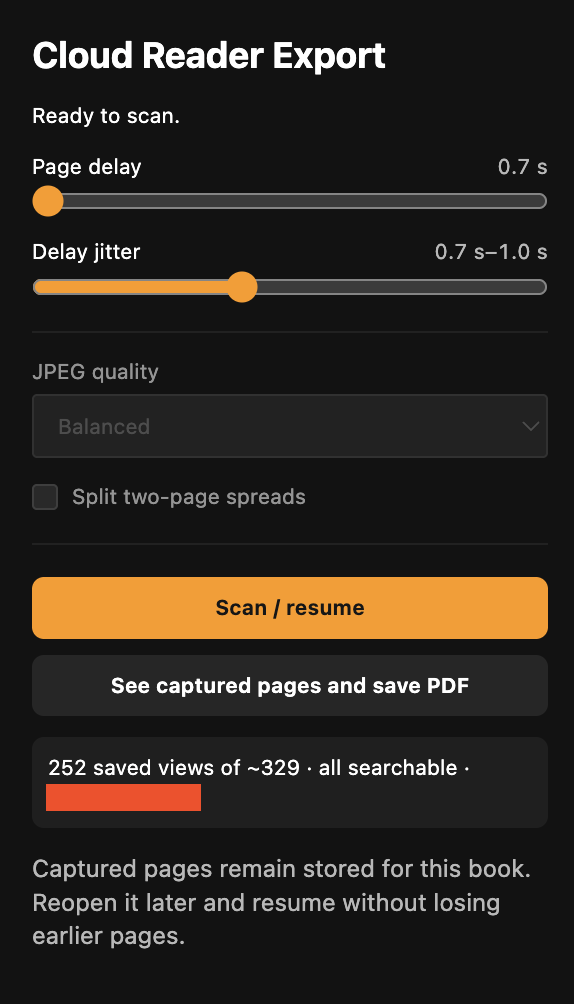 Cloud Reader Export
Ready to scan.
Page delay 0.7 s
Delay jitter 0.7 s–1.0 s
JPEG quality
Balanced
Split two-page spreads
Scan / resume
See captured pages and save PDF
252 saved views of ~329 · all searchable ·
Captured pages remain stored for this book.
Reopen it later and resume without losing
earlier pages.